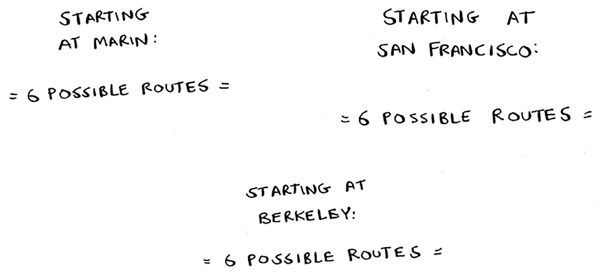 STARTING
AT MARIN:
= 6 POSSIBLE ROUTES =
STARTING AT
SAN FRANCISCO:
= 6 POSSIBLE ROUTES =
STARTING AT
BERKELEY:
= 6 POSSIBLE ROUTES =